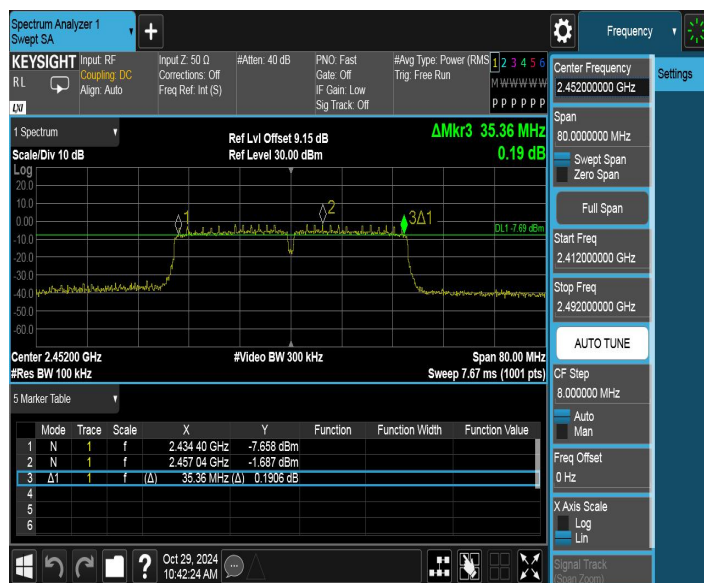 Spectrum Analyzer 1
Swept SA
+
Frequency
KEYSIGHT
RL
LXI
Input: RF
Coupling: DC
Align: Auto
Input Z: 50 Ω
Corrections: Off
Freq Ref: Int (S)
#Atten: 40 dB
PNO: Fast
Gate: Off
IF Gain: Low
Sig Track: Off
#Avg Type: Power (RMS
Trig: Free Run
1 2 3 4 5 6
M W W W W W
P P P P P P
Center Frequency
2.452000000 GHz
Settings
Span
80.0000000 MHz
Swept Span
Zero Span
Full Span
Start Freq
2.412000000 GHz
Stop Freq
2.492000000 GHz
AUTO TUNE
CF Step
8.000000 MHz
Auto
Man
Freq Offset
0 Hz
X Axis Scale
Log
Lin
Signal Track
(Span Zoom)
1 Spectrum
Scale/Div 10 dB
Log
Ref Lvl Offset 9.15 dB
Ref Level 30.00 dBm
ΔMkr3 35.36 MHz
0.19 dB
20.0
10.0
0.00
-10.0
-20.0
-30.0
-40.0
-50.0
-60.0
1
2
3Δ1
DL1 -7.69 dBm
Center 2.45200 GHz
#Res BW 100 kHz
#Video BW 300 kHz
Span 80.00 MHz
Sweep 7.67 ms (1001 pts)
5 Marker Table
Mode Trace Scale X Y Function Function Width Function Value
1 N 1 f 2.434 40 GHz -7.658 dBm
2 N 1 f 2.457 04 GHz -1.687 dBm
3 Δ1 1 f (Δ) 35.36 MHz (Δ) 0.1906 dB
4
5
6
?
Oct 29, 2024
10:42:24 AM